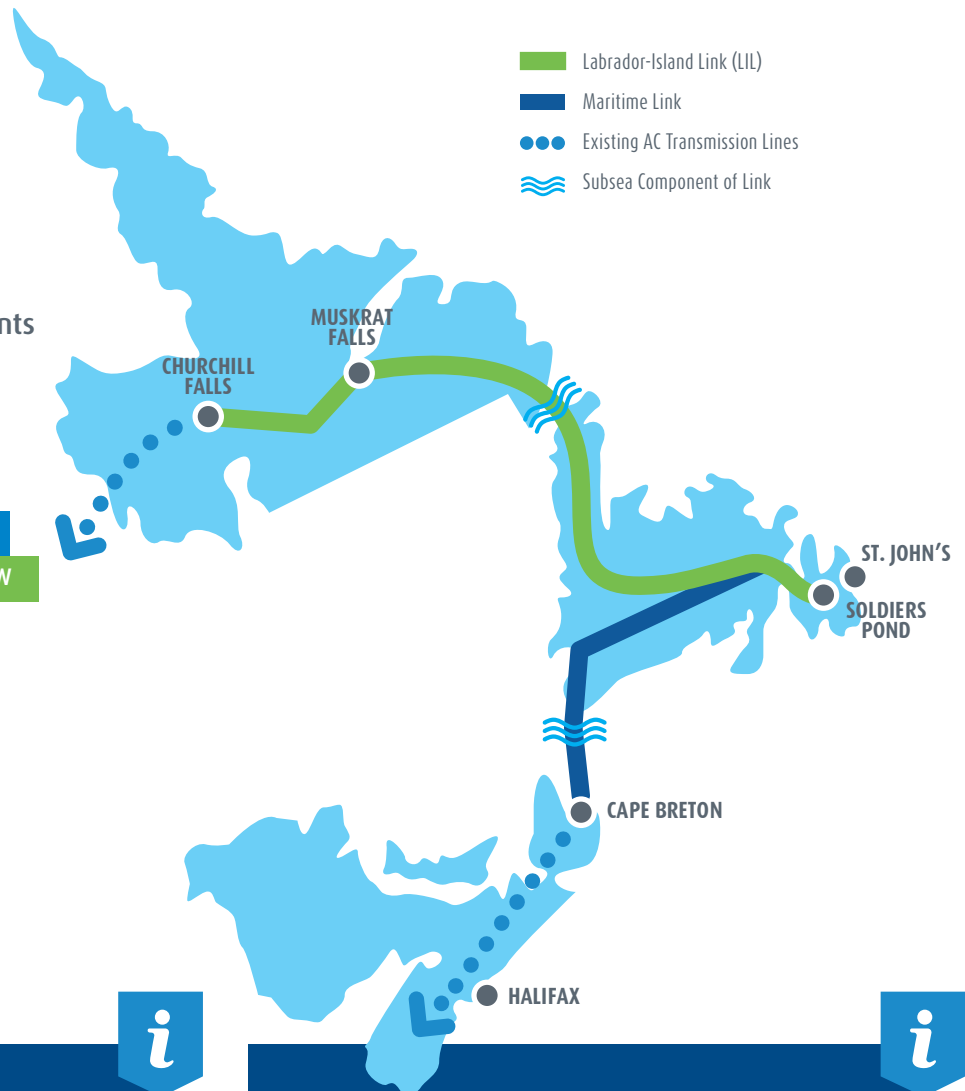 Labrador-Island Link (LIL)
Maritime Link
Existing AC Transmission Lines
Subsea Component of Link
MUSKRAT
FALLS
CHURCHILL
FALLS
ST. JOHN'S
SOLDIERS
POND
CAPE BRETON
HALIFAX
i
i